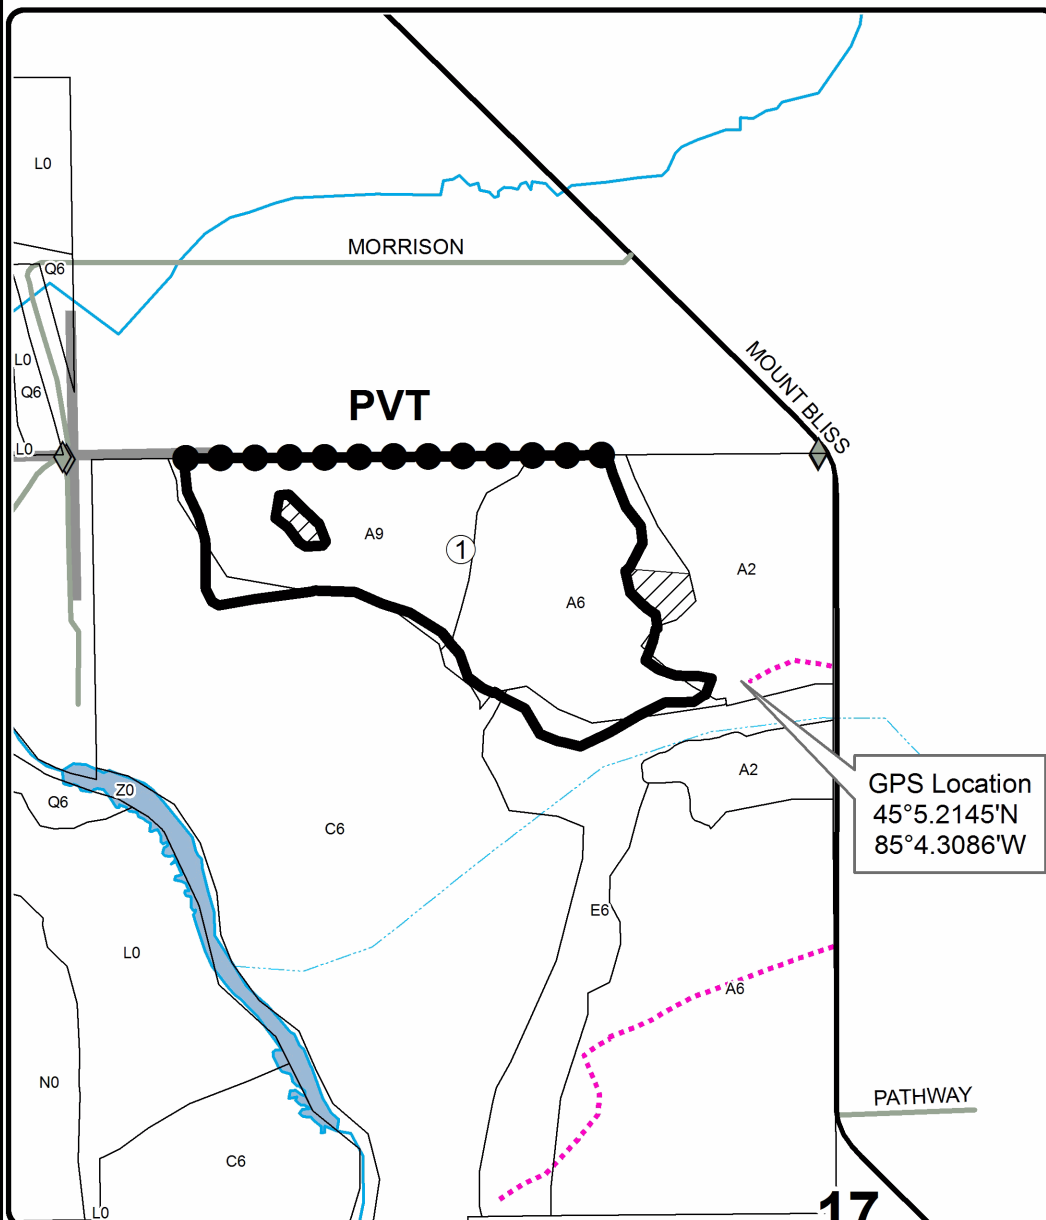 L0
MORRISON
Q6
MOUNT BLISS
L0
Q6
PVT
L0
A9
1
A6
A2
GPS Location
45°5.2145'N
85°4.3086'W
A2
Z0
Q6
C6
E6
L0
A6
N0
PATHWAY
C6
17
L0